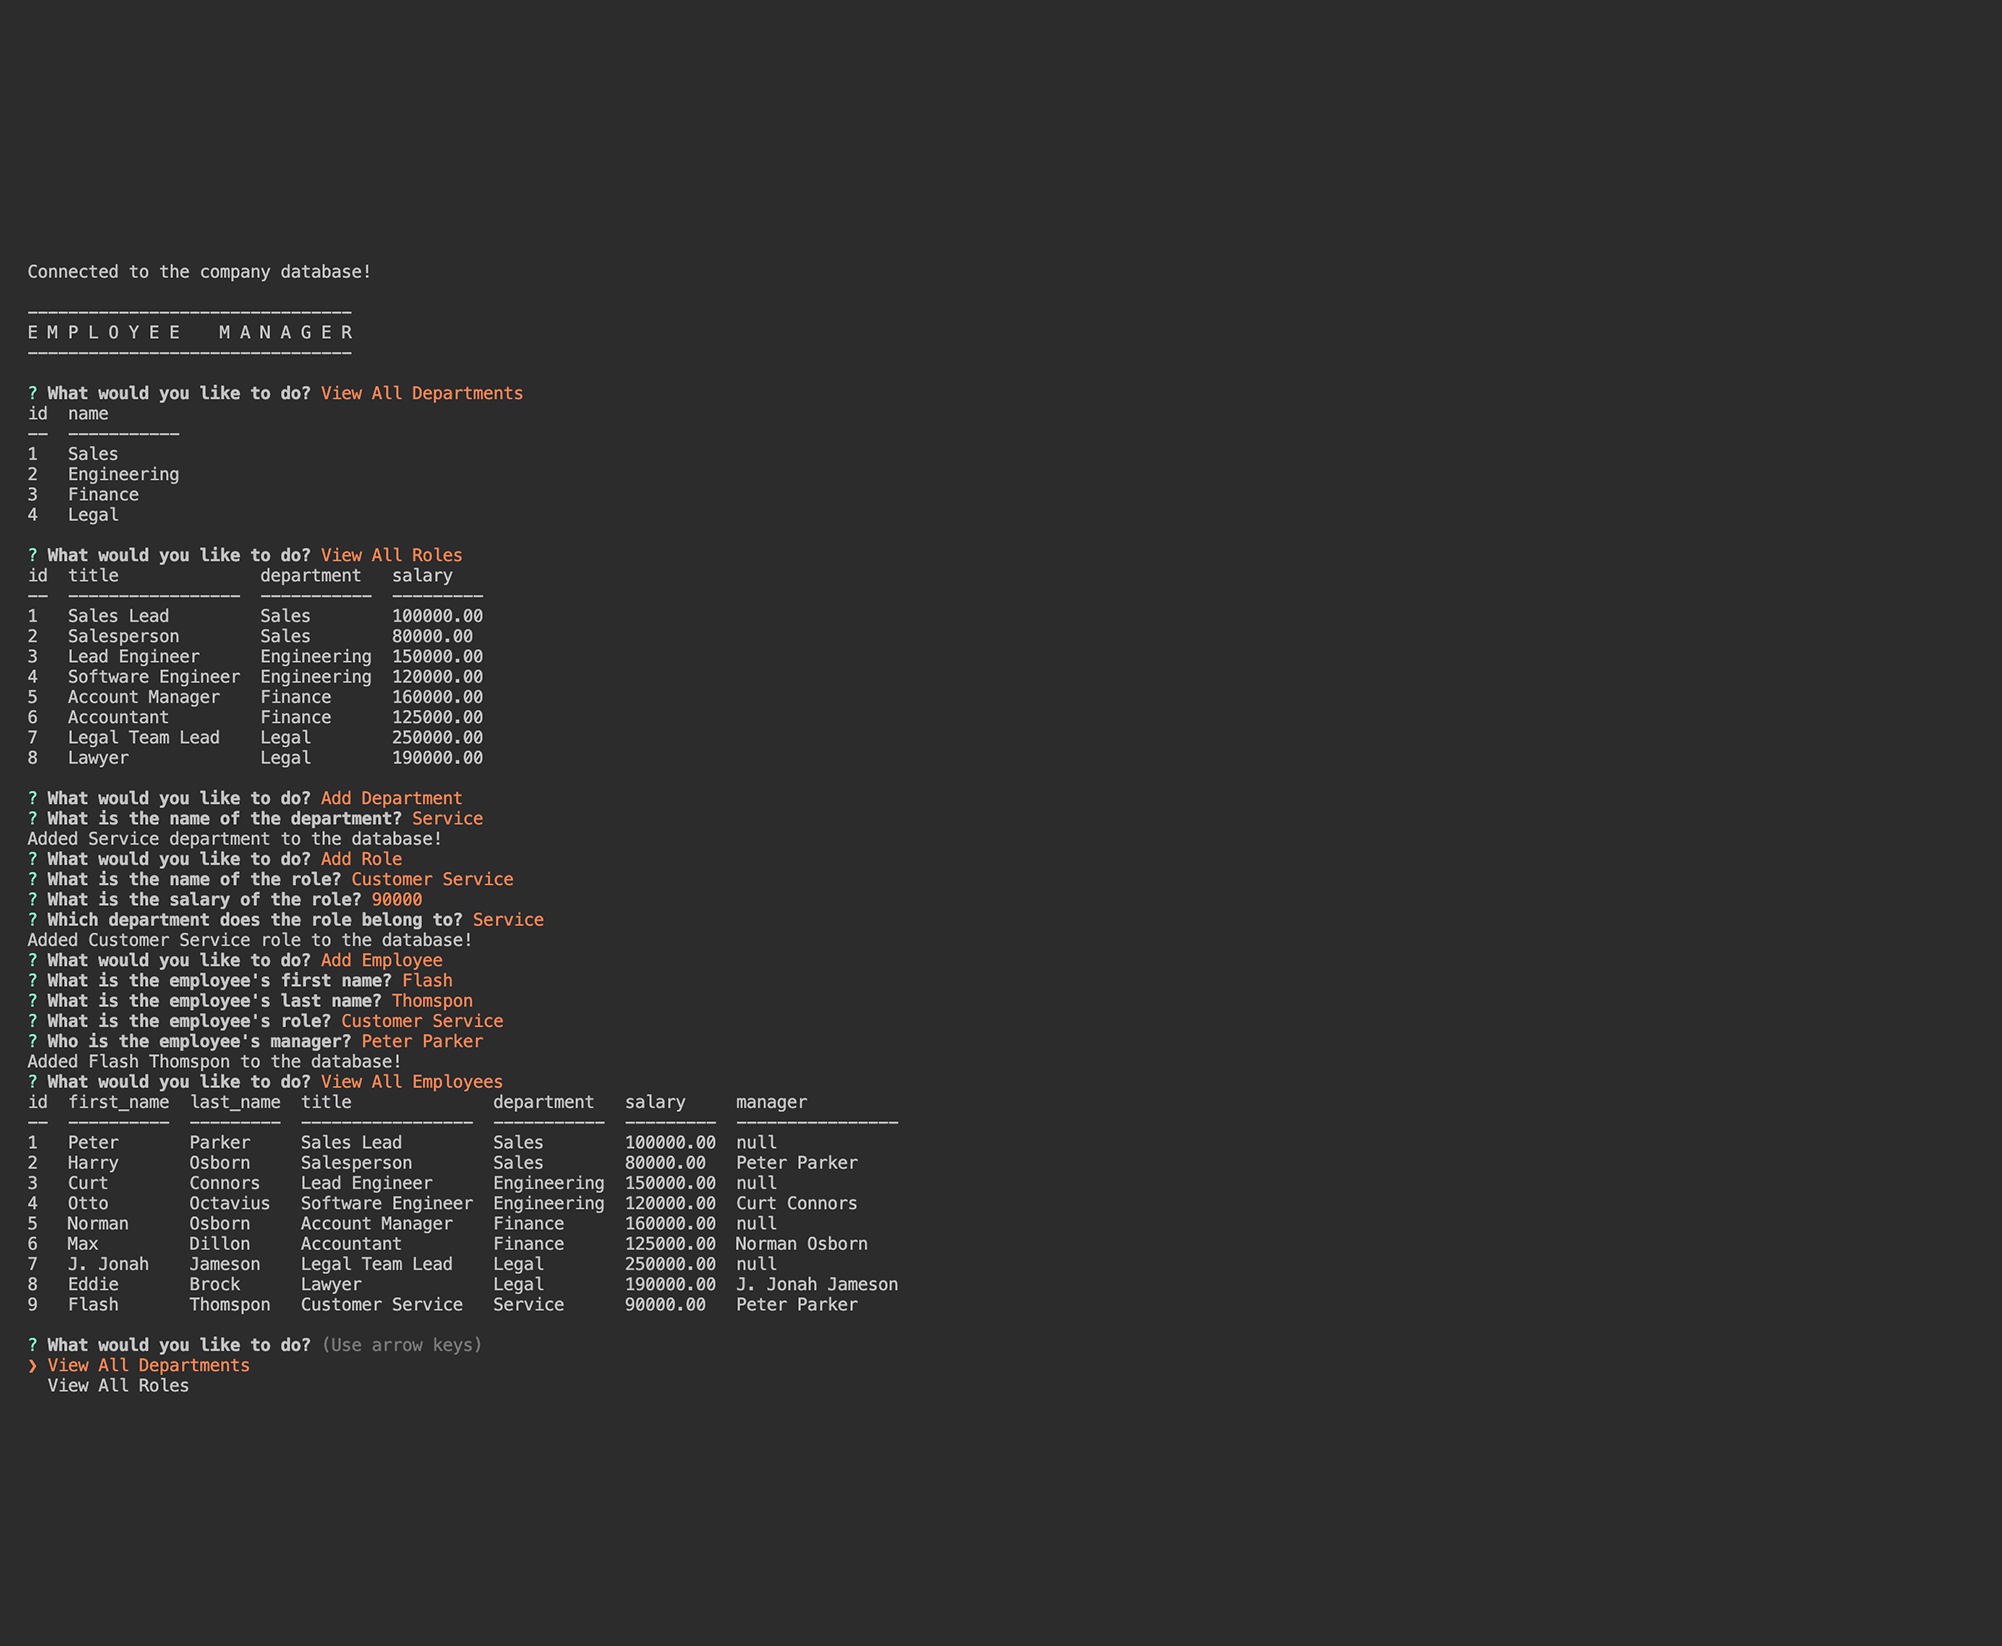 Connected to the company database!
--------------------------------
E M P L O Y E E    M A N A G E R
--------------------------------
? What would you like to do? View All Departments
id  name
--  -----------
1   Sales
2   Engineering
3   Finance
4   Legal
? What would you like to do? View All Roles
id  title              department   salary
--  -----------------  -----------  ---------
1   Sales Lead         Sales        100000.00
2   Salesperson        Sales        80000.00
3   Lead Engineer      Engineering  150000.00
4   Software Engineer  Engineering  120000.00
5   Account Manager    Finance      160000.00
6   Accountant         Finance      125000.00
7   Legal Team Lead    Legal        250000.00
8   Lawyer             Legal        190000.00
? What would you like to do? Add Department
? What is the name of the department? Service
Added Service department to the database!
? What would you like to do? Add Role
? What is the name of the role? Customer Service
? What is the salary of the role? 90000
? Which department does the role belong to? Service
Added Customer Service role to the database!
? What would you like to do? Add Employee
? What is the employee's first name? Flash
? What is the employee's last name? Thomspon
? What is the employee's role? Customer Service
? Who is the employee's manager? Peter Parker
Added Flash Thomspon to the database!
? What would you like to do? View All Employees
id  first_name  last_name  title              department   salary     manager
--  ----------  ---------  -----------------  -----------  ---------  ----------------
1   Peter       Parker     Sales Lead         Sales        100000.00  null
2   Harry       Osborn     Salesperson        Sales        80000.00   Peter Parker
3   Curt        Connors    Lead Engineer      Engineering  150000.00  null
4   Otto        Octavius   Software Engineer  Engineering  120000.00  Curt Connors
5   Norman      Osborn     Account Manager    Finance      160000.00  null
6   Max         Dillon     Accountant         Finance      125000.00  Norman Osborn
7   J. Jonah    Jameson    Legal Team Lead    Legal        250000.00  null
8   Eddie       Brock      Lawyer             Legal        190000.00  J. Jonah Jameson
9   Flash       Thomspon   Customer Service   Service      90000.00   Peter Parker
? What would you like to do? (Use arrow keys)
❯ View All Departments
  View All Roles